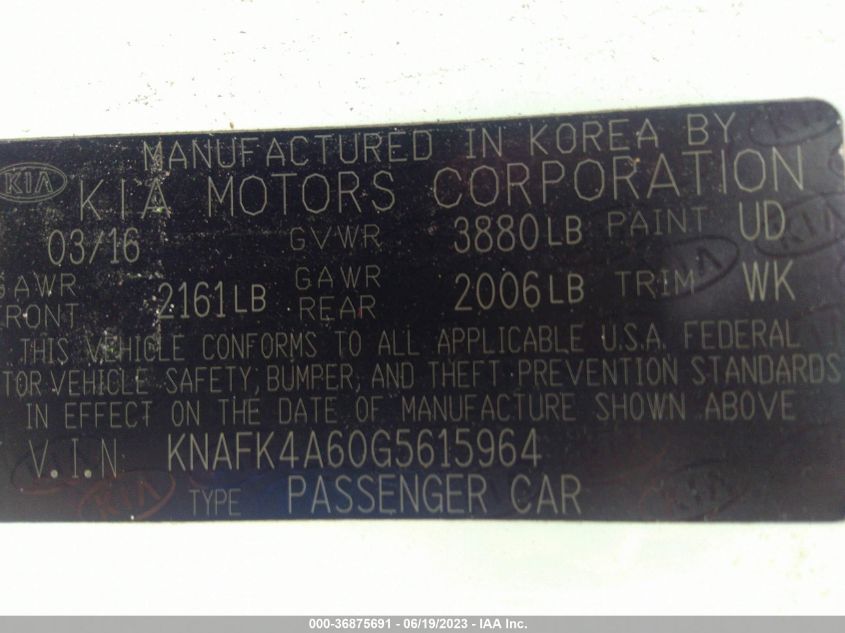 MANUFACTURED IN KOREA BY
KIA KIA MOTORS CORPORATION
03/16 GVWR 3880LB PAINT UD
GAWR FRONT 2161LB GAWR REAR 2006LB TRIM WK
THIS VEHICLE CONFORMS TO ALL APPLICABLE U.S.A. FEDERAL
TOR VEHICLE SAFETY, BUMPER, AND THEFT PREVENTION STANDARDS
IN EFFECT ON THE DATE OF MANUFACTURE SHOWN ABOVE
V.I.N KNAFK4A60G5615964
TYPE PASSENGER CAR
000-36875691 - 06/19/2023 - IAA Inc.